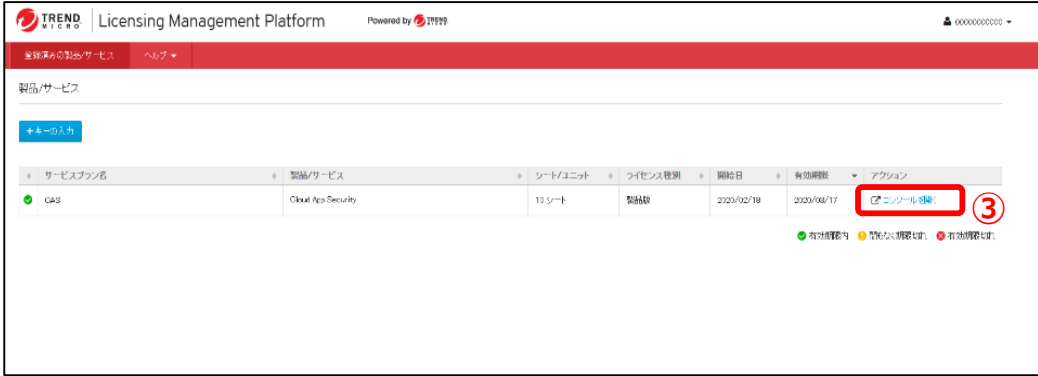 TREND MICRO Licensing Management Platform Powered by TREND MICRO 0000000000
登録済みの製品/サービス ヘルプ
製品/サービス
+キーの入力
サービスプラン名 製品/サービス シート/ユニット ライセンス種別 開始日 有効期限 アクション
CAS Cloud App Security 10 シート 製品版 2020/02/18 2020/03/17 コンソールを開く
③
有効期限内 間もなく期限切れ 有効期限切れ